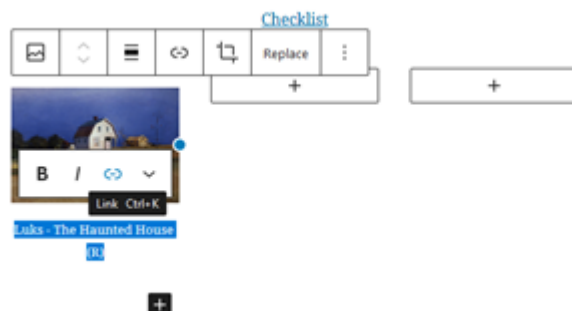 Checklist
Replace
B I
Link Ctrl+K
Luks - The Haunted House
(R)